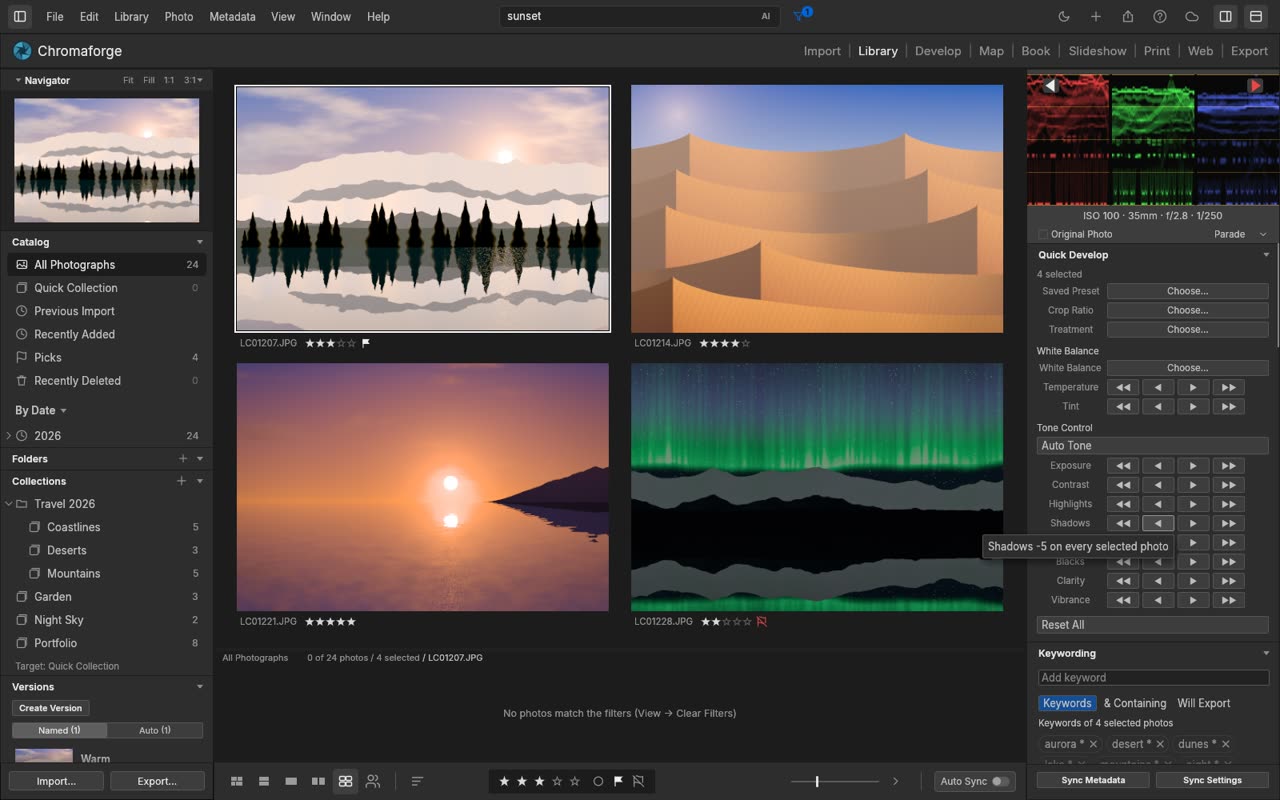 File Edit Library Photo Metadata View Window Help
sunset AI
1
Chromaforge
Import Library Develop Map Book Slideshow Print Web Export
Navigator Fit Fill 1:1 3:1
Catalog
All Photographs 24
Quick Collection 0
Previous Import
Recently Added
Picks 4
Recently Deleted 0
By Date
2026 24
Folders
Collections
Travel 2026
Coastlines 5
Deserts 3
Mountains 5
Garden 3
Night Sky 2
Portfolio 8
Target: Quick Collection
Versions
Create Version
Named (1) Auto (1)
Warm
Import... Export...
LC01207.JPG
LC01214.JPG
LC01221.JPG
LC01228.JPG
All Photographs 0 of 24 photos / 4 selected / LC01207.JPG
No photos match the filters (View → Clear Filters)
Auto Sync
ISO 100 · 35mm · f/2.8 · 1/250
Original Photo Parade
Quick Develop
4 selected
Saved Preset Choose...
Crop Ratio Choose...
Treatment Choose...
White Balance
White Balance Choose...
Temperature
Tint
Tone Control
Auto Tone
Exposure
Contrast
Highlights
Shadows
Shadows -5 on every selected photo
Blacks
Clarity
Vibrance
Reset All
Keywording
Add keyword
Keywords & Containing Will Export
Keywords of 4 selected photos
aurora * desert * dunes *
Sync Metadata Sync Settings